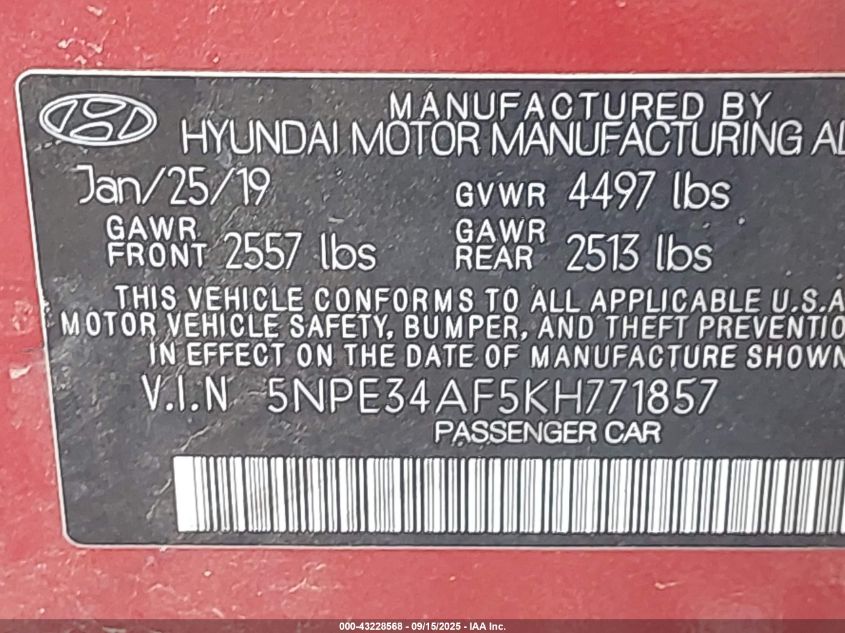 MANUFACTURED BY
HYUNDAI MOTOR MANUFACTURING AL
Jan/25/19 GVWR 4497 lbs
GAWR FRONT 2557 lbs GAWR REAR 2513 lbs
THIS VEHICLE CONFORMS TO ALL APPLICABLE U.S.A
MOTOR VEHICLE SAFETY, BUMPER, AND THEFT PREVENTIO
IN EFFECT ON THE DATE OF MANUFACTURE SHOWN
V.I.N 5NPE34AF5KH771857
PASSENGER CAR
000-43228568 - 09/15/2025 - IAA Inc.